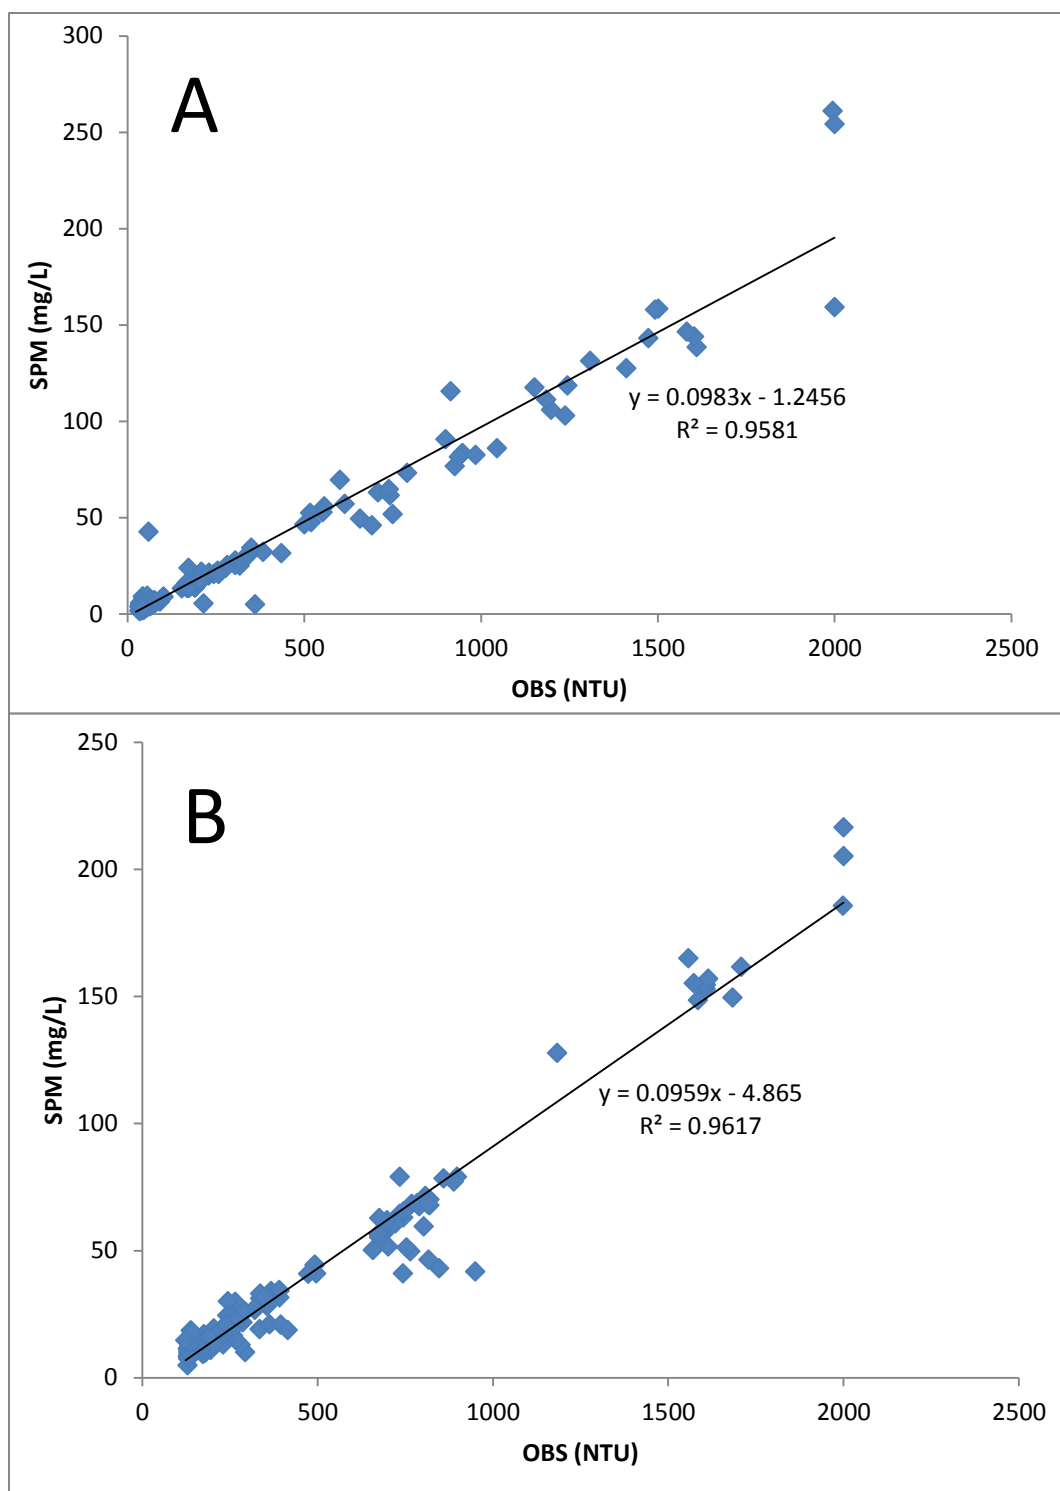 300
A
250
200
150
100
50
0
SPM (mg/L)
y = 0.0983x - 1.2456
R² = 0.9581
0 500 1000 1500 2000 2500
OBS (NTU)
250
B
200
150
100
50
0
SPM (mg/L)
y = 0.0959x - 4.865
R² = 0.9617
0 500 1000 1500 2000 2500
OBS (NTU)